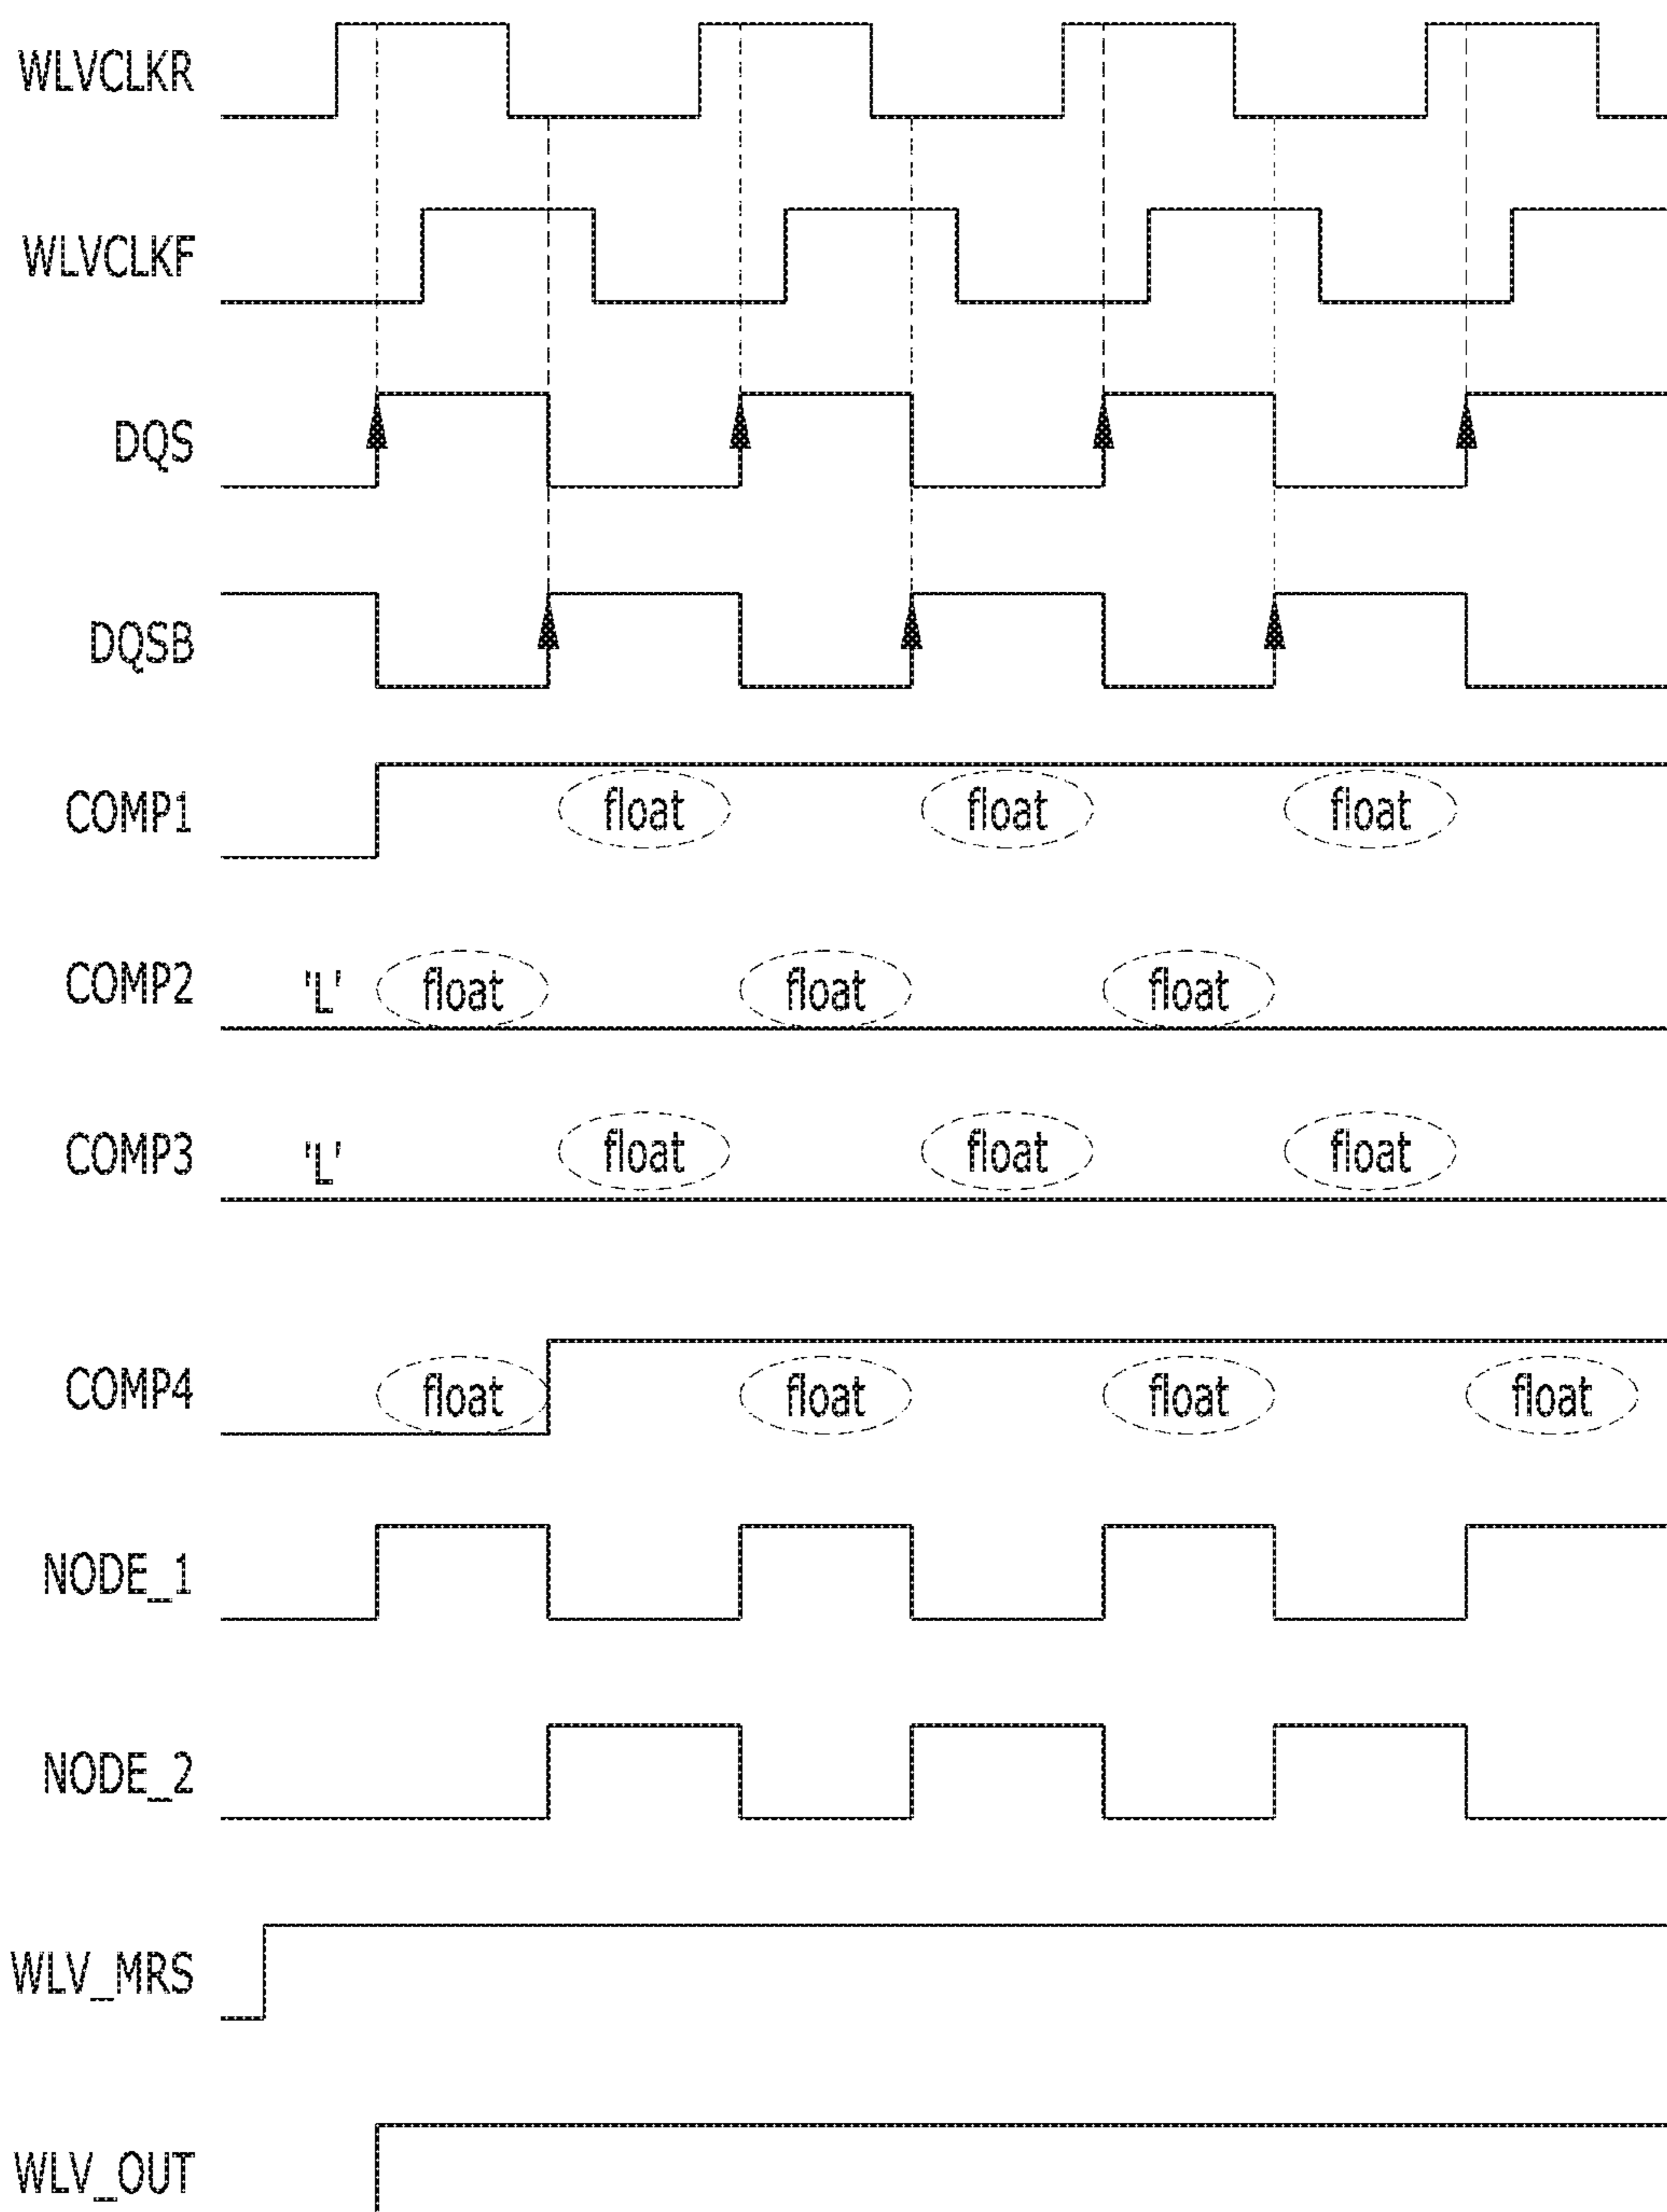 WLVCLKR
WLVCLKF
DQS
DQSB
COMP1 float float float
COMP2 'L' float float float
COMP3 'L' float float float
COMP4 float float float float
NODE_1
NODE_2
WLV_MRS
WLV_OUT